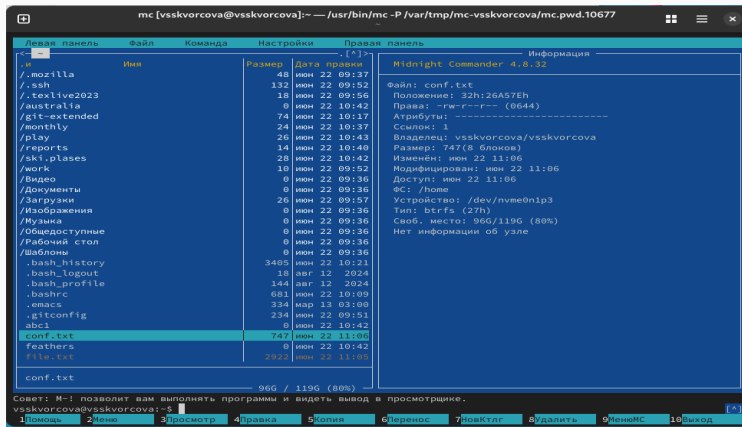 mc [vsskvorcova@vsskvorcova]:~ — /usr/bin/mc -P /var/tmp/mc-vsskvorcova/mc.pwd.10677
~
Левая панель Файл Команда Настройки Правая панель
<- ~ .[^]> Информация
.и Имя Размер Дата правки Midnight Commander 4.8.32
/.mozilla 48 июн 22 09:37
/.ssh 132 июн 22 09:52 Файл: conf.txt
/.texlive2023 18 июн 22 09:56 Положение: 32h:26A57Eh
/australia 0 июн 22 10:42 Права: -rw-r--r-- (0644)
/git-extended 74 июн 22 10:17 Атрибуты: ------------------------
/monthly 24 июн 22 10:37 Ссылок: 1
/play 26 июн 22 10:43 Владелец: vsskvorcova/vsskvorcova
/reports 14 июн 22 10:40 Размер: 747(8 блоков)
/ski.plases 28 июн 22 10:42 Изменён: июн 22 11:06
/work 10 июн 22 09:52 Модифицирован: июн 22 11:06
/Видео 0 июн 22 09:36 Доступ: июн 22 11:06
/Документы 0 июн 22 09:36 ФС: /home
/Загрузки 26 июн 22 09:57 Устройство: /dev/nvme0n1p3
/Изображения 0 июн 22 09:36 Тип: btrfs (27h)
/Музыка 0 июн 22 09:36 Своб. место: 96G/119G (80%)
/Общедоступные 0 июн 22 09:36 Нет информации об узле
/Рабочий стол 0 июн 22 09:36
/Шаблоны 0 июн 22 09:36
.bash_history 3405 июн 22 10:21
.bash_logout 18 авг 12 2024
.bash_profile 144 авг 12 2024
.bashrc 681 июн 22 10:09
.emacs 334 мар 13 03:00
.gitconfig 234 июн 22 09:51
abc1 0 июн 22 10:42
conf.txt 747 июн 22 11:06
feathers 0 июн 22 10:42
file.txt 2922 июн 22 11:05
conf.txt
96G / 119G (80%)
Совет: M-! позволит вам выполнять программы и видеть вывод в просмотрщике.
vsskvorcova@vsskvorcova:~$ [^]
1Помощь 2Меню 3Просмотр 4Правка 5Копия 6Перенос 7НовКтлг 8Удалить 9МенюMC 10Выход